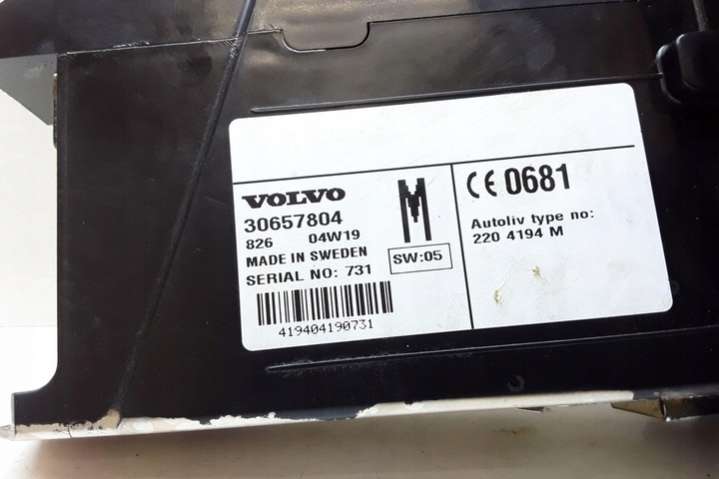 VOLVO
30657804
826 04W19
MADE IN SWEDEN
SERIAL NO: 731
419404190731
M
SW:05
CE 0681
Autoliv type no:
220 4194 M